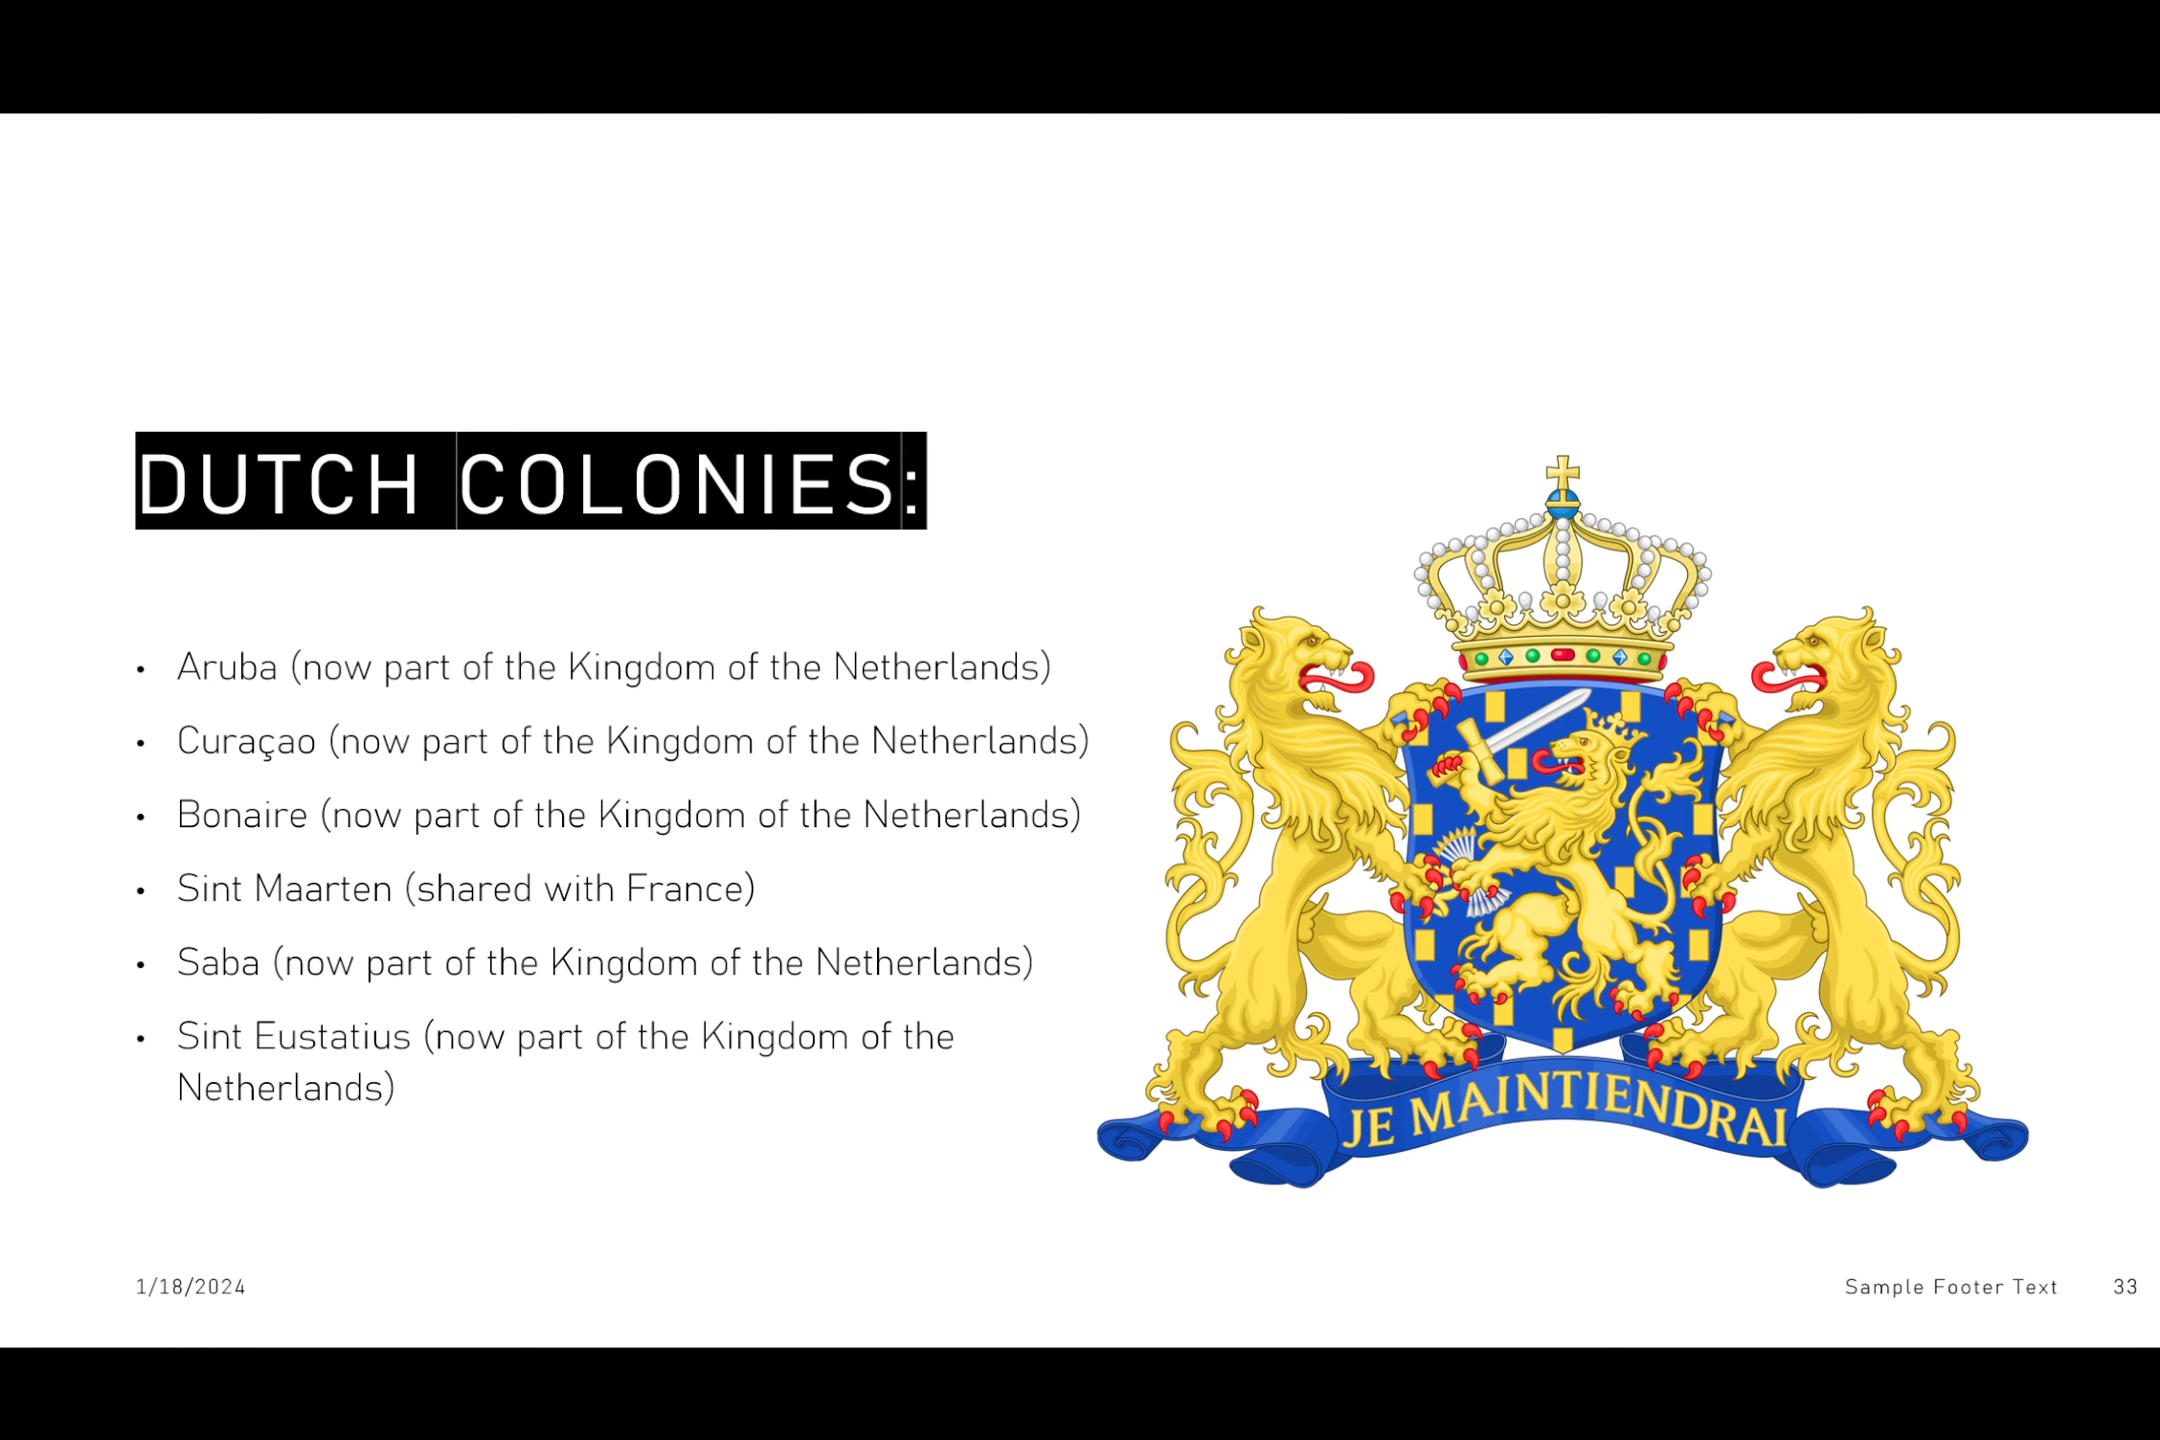 DUTCH COLONIES:
• Aruba (now part of the Kingdom of the Netherlands)
• Curaçao (now part of the Kingdom of the Netherlands)
• Bonaire (now part of the Kingdom of the Netherlands)
• Sint Maarten (shared with France)
• Saba (now part of the Kingdom of the Netherlands)
• Sint Eustatius (now part of the Kingdom of the
Netherlands)
JE MAINTIENDRAI
1/18/2024
Sample Footer Text 33